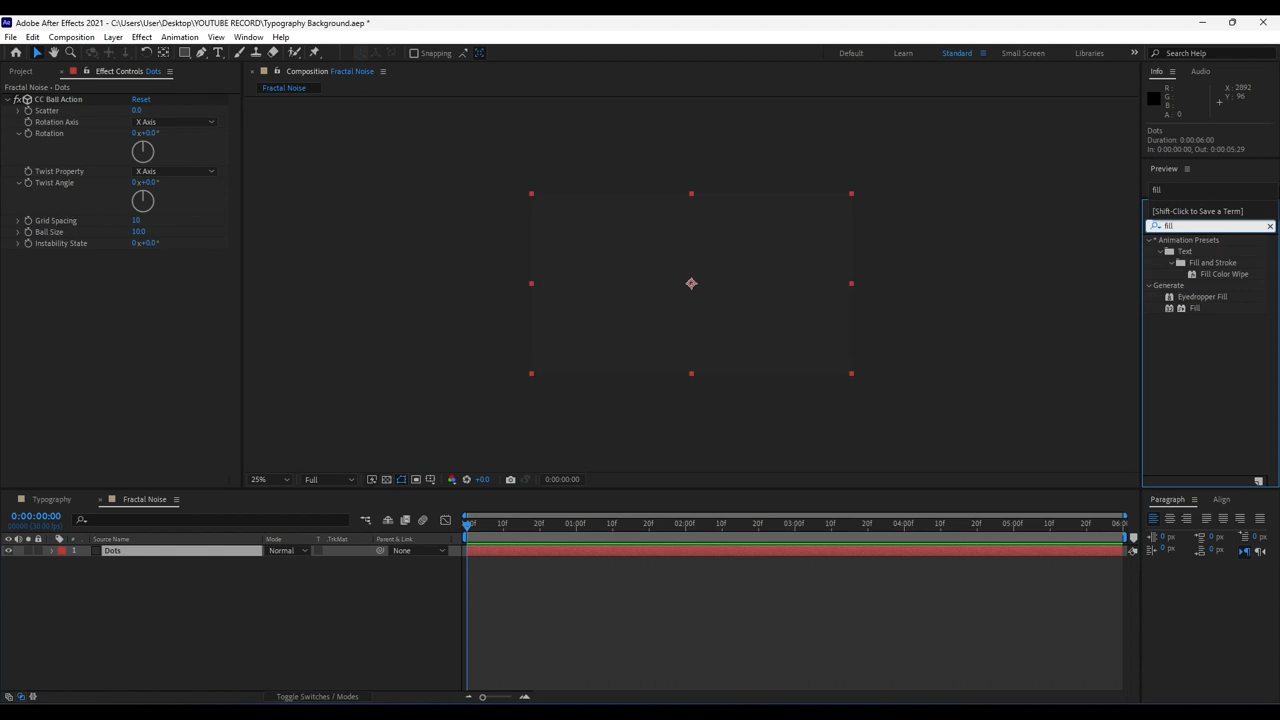 Adobe After Effects 2021 - C:\Users\User\Desktop\YOUTUBE RECORD\Typography Background.aep *
File Edit Composition Layer Effect Animation View Window Help
Snapping Default Learn Standard Small Screen Libraries Search Help
Project Effect Controls Dots Composition Fractal Noise Info Audio
Fractal Noise • Dots Fractal Noise
R : X : 2892
G : Y : 96
B :
A : 0
fx CC Ball Action Reset
Scatter 0.0
Rotation Axis X Axis
Rotation 0x+0.0°
Twist Property X Axis
Twist Angle 0x+0.0°
Grid Spacing 10
Ball Size 10.0
Instability State 0x+0.0°
Dots
Duration: 0:00:06:00
In: 0:00:00:00, Out: 0:00:05:29
Preview
fill
[Shift-Click to Save a Term]
fill
* Animation Presets
Text
Fill and Stroke
Fill Color Wipe
Generate
Eyedropper Fill
Fill
25% Full +0.0 0:00:00:00
Typography Fractal Noise Paragraph Align
0:00:00:00
00000 (30.00 fps)
:00f 10f 20f 01:00f 10f 20f 02:00f 10f 20f 03:00f 10f 20f 04:00f 10f 20f 05:00f 10f 20f 06:0
# Source Name Mode T .TrkMat Parent & Link
1 Dots Normal None
0 px 0 px 0 px
0 px 0 px
Toggle Switches / Modes